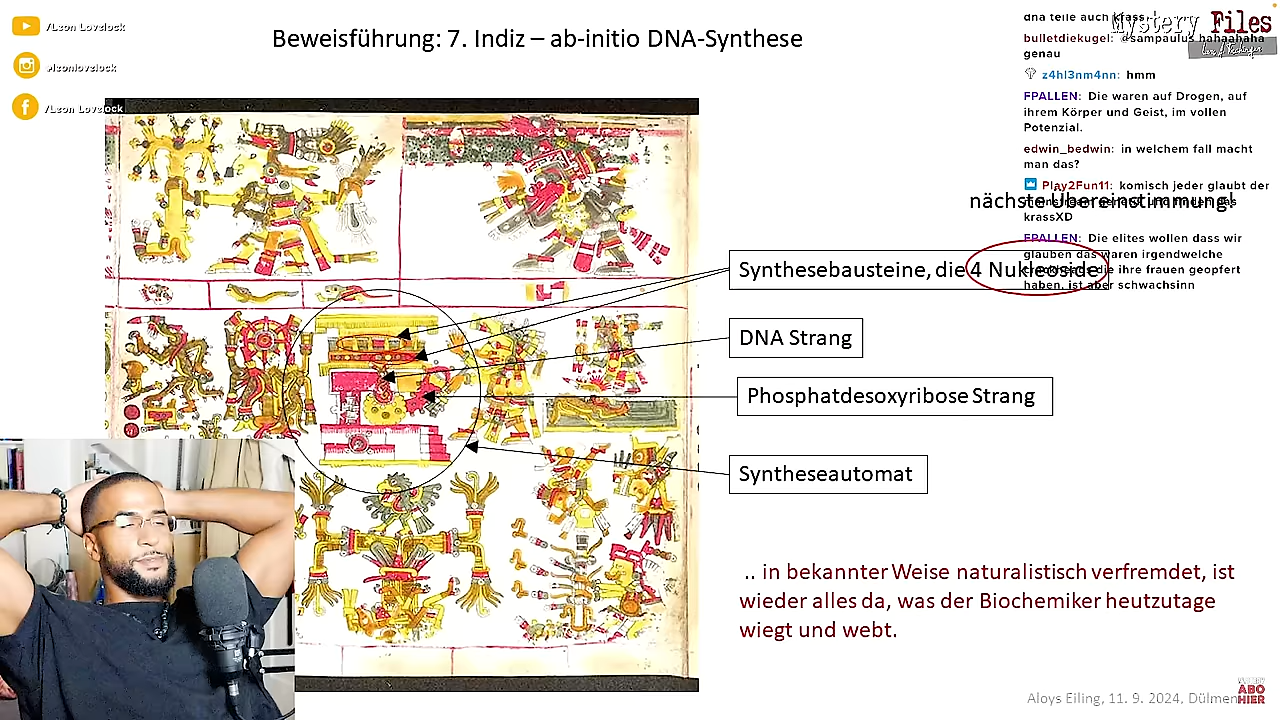 /Leon Lovelock
/leonlovelock
/Leon Lovelock
Beweisführung: 7. Indiz – ab-initio DNA-Synthese
Mystery Files
dna teile auch krass.
bulletdiekugel: @sampaulus hahaahaha
genau
z4hl3nm4nn: hmm
FPALLEN: Die waren auf Drogen, auf
ihrem Körper und Geist, im vollen
Potenzial.
edwin_bedwin: in welchem fall macht
man das?
Play2Fun11: komisch jeder glaubt der
krassXD
nächste Übereinstimmung!
FPALLEN: Die elites wollen dass wir
glauben das waren irgendwelche
die ihre frauen geopfert
haben, ist aber schwachsinn
Synthesebausteine, die 4 Nukleoside
DNA Strang
Phosphatdesoxyribose Strang
Syntheseautomat
.. in bekannter Weise naturalistisch verfremdet, ist
wieder alles da, was der Biochemiker heutzutage
wiegt und webt.
Aloys Eiling, 11. 9. 2024, Dülmen
ABO
HIER